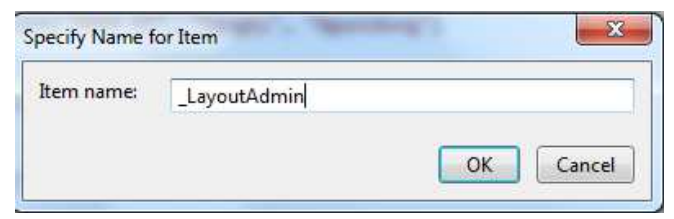 Specify Name for Item
Item name: _LayoutAdmin
OK Cancel